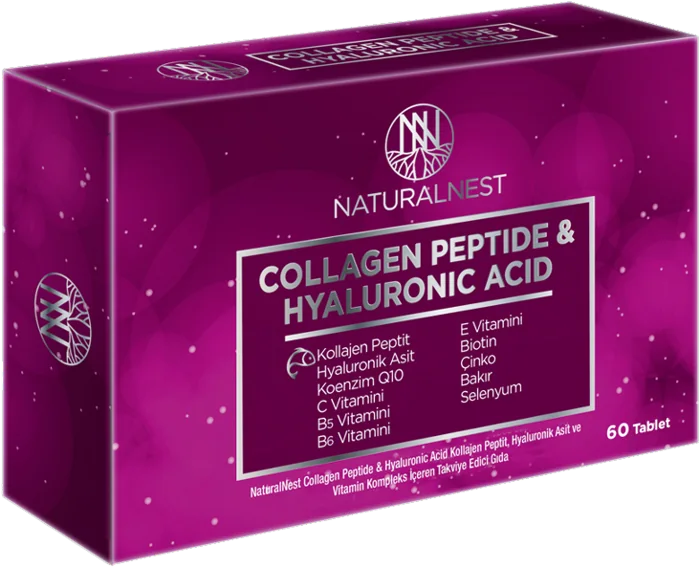 COLLAGEN PEPTIDE &
HYALURONIC ACID
NN
NATURALNEST
COLLAGEN PEPTIDE &
HYALURONIC ACID
Kollajen Peptit
Hyaluronik Asit
Koenzim Q10
C Vitamini
B5 Vitamini
B6 Vitamini
E Vitamini
Biotin
Çinko
Bakır
Selenyum
60 Tablet
NaturalNest Collagen Peptide & Hyaluronic Acid Kollajen Peptit, Hyaluronik Asit ve
Vitamin Kompleks İçeren Takviye Edici Gıda
NN